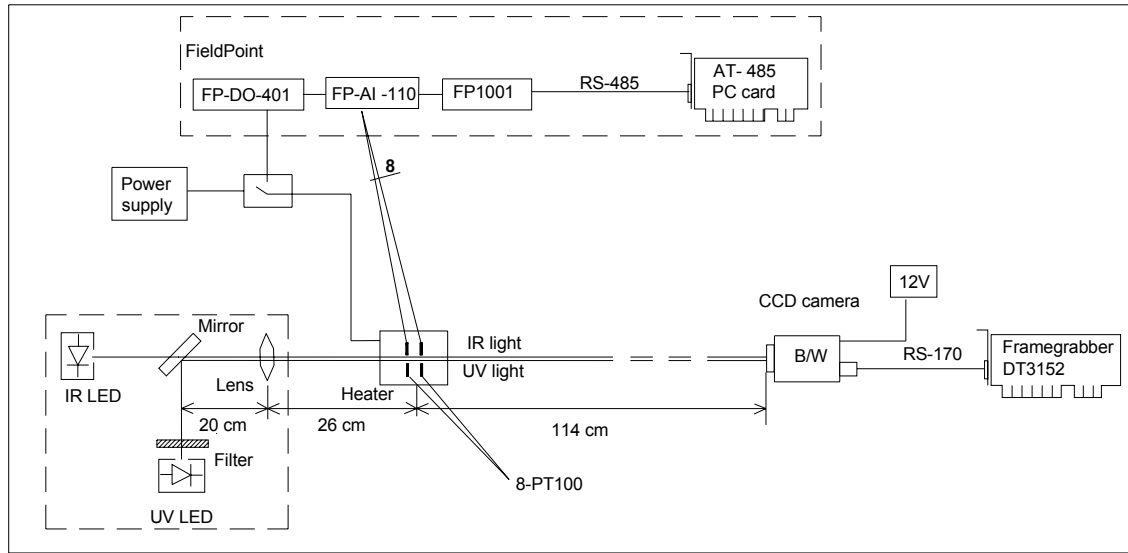 FieldPoint
FP-DO-401
FP-AI -110
FP1001
RS-485
AT- 485
PC card
8
Power
supply
12V
CCD camera
Mirror
IR light
B/W
RS-170
Framegrabber
DT3152
UV light
IR LED
Lens
Heater
20 cm
26 cm
114 cm
Filter
8-PT100
UV LED